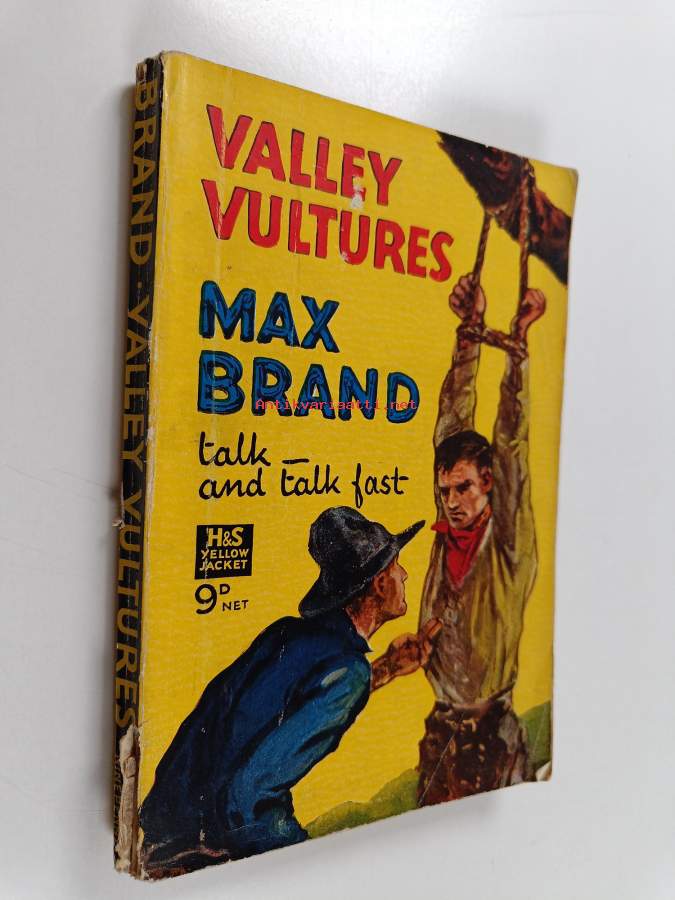 VALLEY
VULTURES
MAX
BRAND
Antikvariaatti.net
talk —
and talk fast
H&S
YELLOW
JACKET
9D
NET
BRAND · VALLEY VULTURES